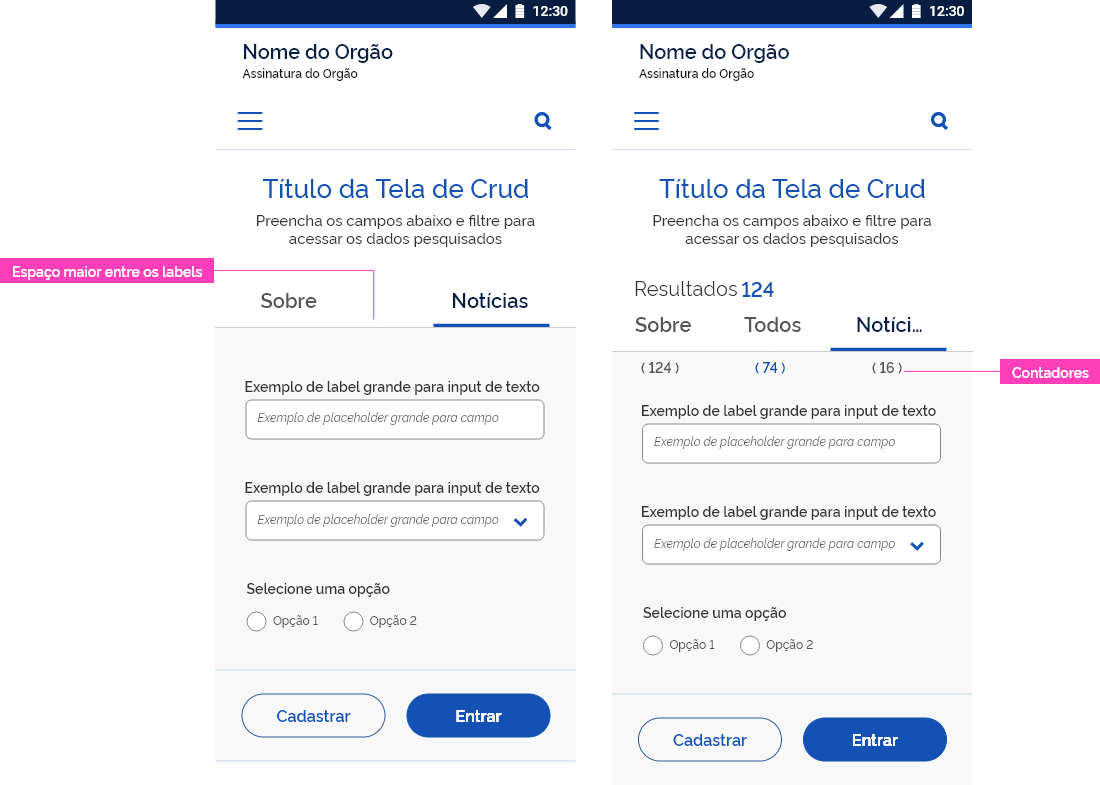 12:30
Nome do Orgão
Assinatura do Orgão
Título da Tela de Crud
Preencha os campos abaixo e filtre para
acessar os dados pesquisados
Espaço maior entre os labels
Sobre
Notícias
Exemplo de label grande para input de texto
Exemplo de placeholder grande para campo
Exemplo de label grande para input de texto
Exemplo de placeholder grande para campo
Selecione uma opção
Opção 1 Opção 2
Cadastrar Entrar
12:30
Nome do Orgão
Assinatura do Orgão
Título da Tela de Crud
Preencha os campos abaixo e filtre para
acessar os dados pesquisados
Resultados 124
Sobre Todos Notíci...
( 124 ) ( 74 ) ( 16 )
Contadores
Exemplo de label grande para input de texto
Exemplo de placeholder grande para campo
Exemplo de label grande para input de texto
Exemplo de placeholder grande para campo
Selecione uma opção
Opção 1 Opção 2
Cadastrar Entrar